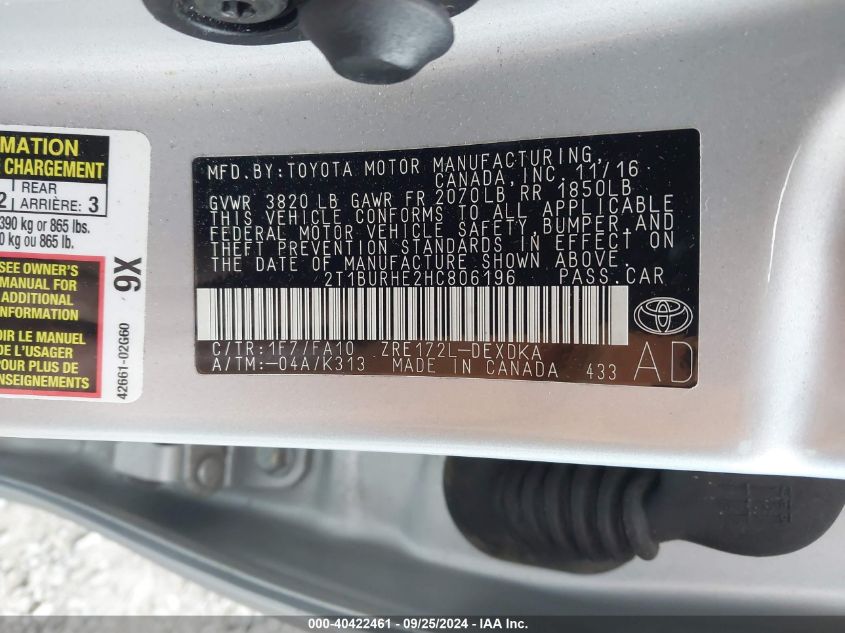 MATION
CHARGEMENT
REAR
2 ARRIÈRE: 3
390 kg or 865 lbs.
0 kg ou 865 lb.
SEE OWNER'S
MANUAL FOR
ADDITIONAL
INFORMATION
OIR LE MANUEL
DE L'USAGER
POUR PLUS DE
RENSEIGNEMENTS
9X
42661-02G60
MFD.BY:TOYOTA MOTOR MANUFACTURING,
CANADA,INC. 11/16
GVWR 3820 LB GAWR FR 2070LB RR 1850LB
THIS VEHICLE CONFORMS TO ALL APPLICABLE
FEDERAL MOTOR VEHICLE SAFETY,BUMPER,AND
THEFT PREVENTION STANDARDS IN EFFECT ON
THE DATE OF MANUFACTURE SHOWN ABOVE.
2T1BURHE2HC806196 PASS.CAR
C/TR:1F7/FA10 ZRE172L-DEXDKA
A/TM:-04A/K313 MADE IN CANADA 433
AD
000-40422461 - 09/25/2024 - IAA Inc.